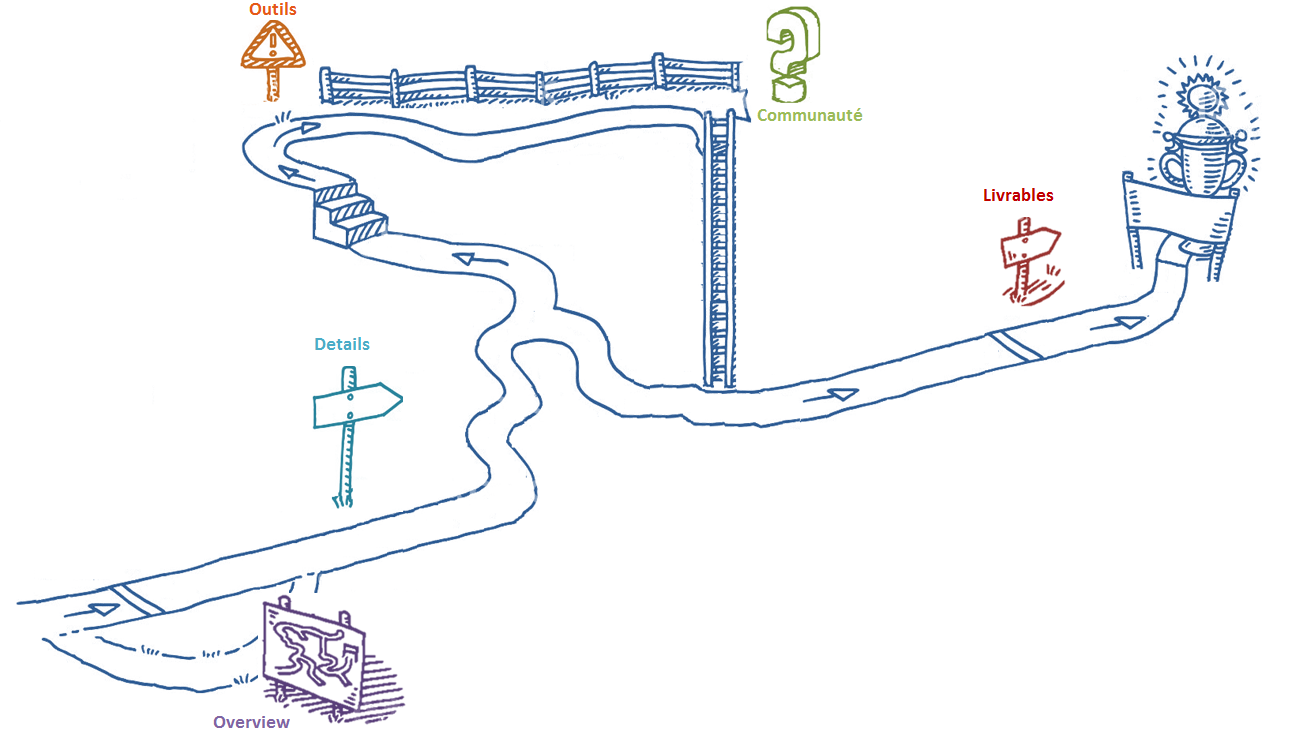 Outils
Communauté
Livrables
Details
Overview